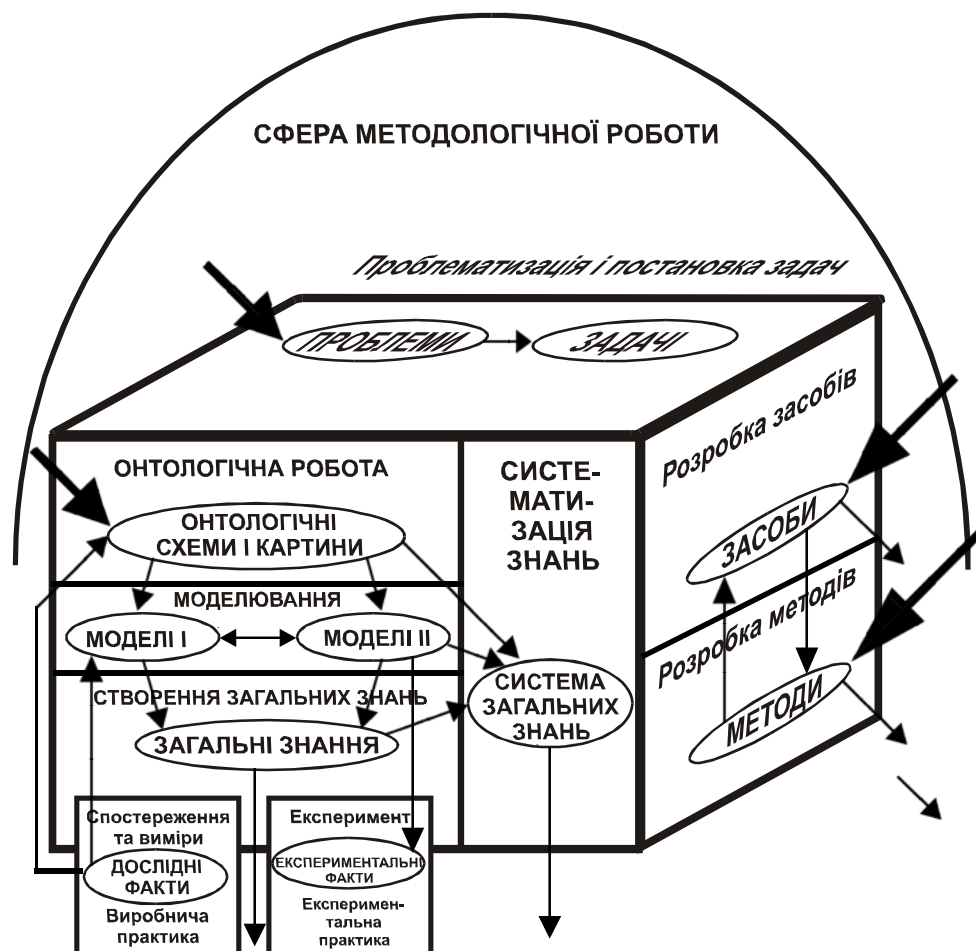 СФЕРА МЕТОДОЛОГІЧНОЇ РОБОТИ
Проблематизація і постановка задач
ПРОБЛЕМИ
ЗАДАЧІ
ОНТОЛОГІЧНА РОБОТА
ОНТОЛОГІЧНІ
СХЕМИ І КАРТИНИ
МОДЕЛЮВАННЯ
МОДЕЛІ І
МОДЕЛІ ІІ
СТВОРЕННЯ ЗАГАЛЬНИХ ЗНАНЬ
ЗАГАЛЬНІ ЗНАННЯ
СИСТЕ-
МАТИ-
ЗАЦІЯ
ЗНАНЬ
СИСТЕМА
ЗАГАЛЬНИХ
ЗНАНЬ
Розробка засобів
ЗАСОБИ
Розробка методів
МЕТОДИ
Спостереження
та виміри
ДОСЛІДНІ
ФАКТИ
Виробнича
практика
Експеримент
ЕКСПЕРИМЕНТАЛЬНІ
ФАКТИ
Експеримен-
тальна
практика